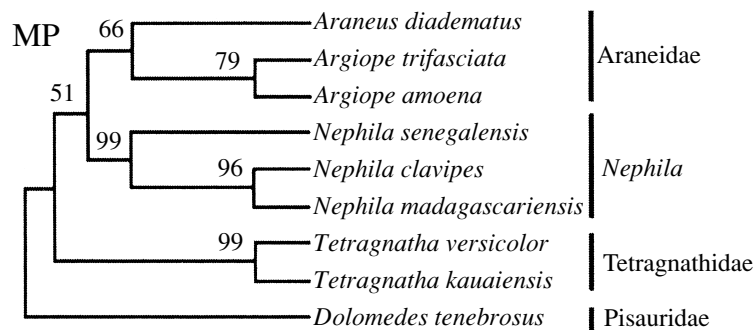 MP
66
Araneus diadematus
79
Argiope trifasciata
Argiope amoena
Araneidae
51
99
Nephila senegalensis
96
Nephila clavipes
Nephila madagascariensis
Nephila
99
Tetragnatha versicolor
Tetragnatha kauaiensis
Tetragnathidae
Dolomedes tenebrosus
Pisauridae